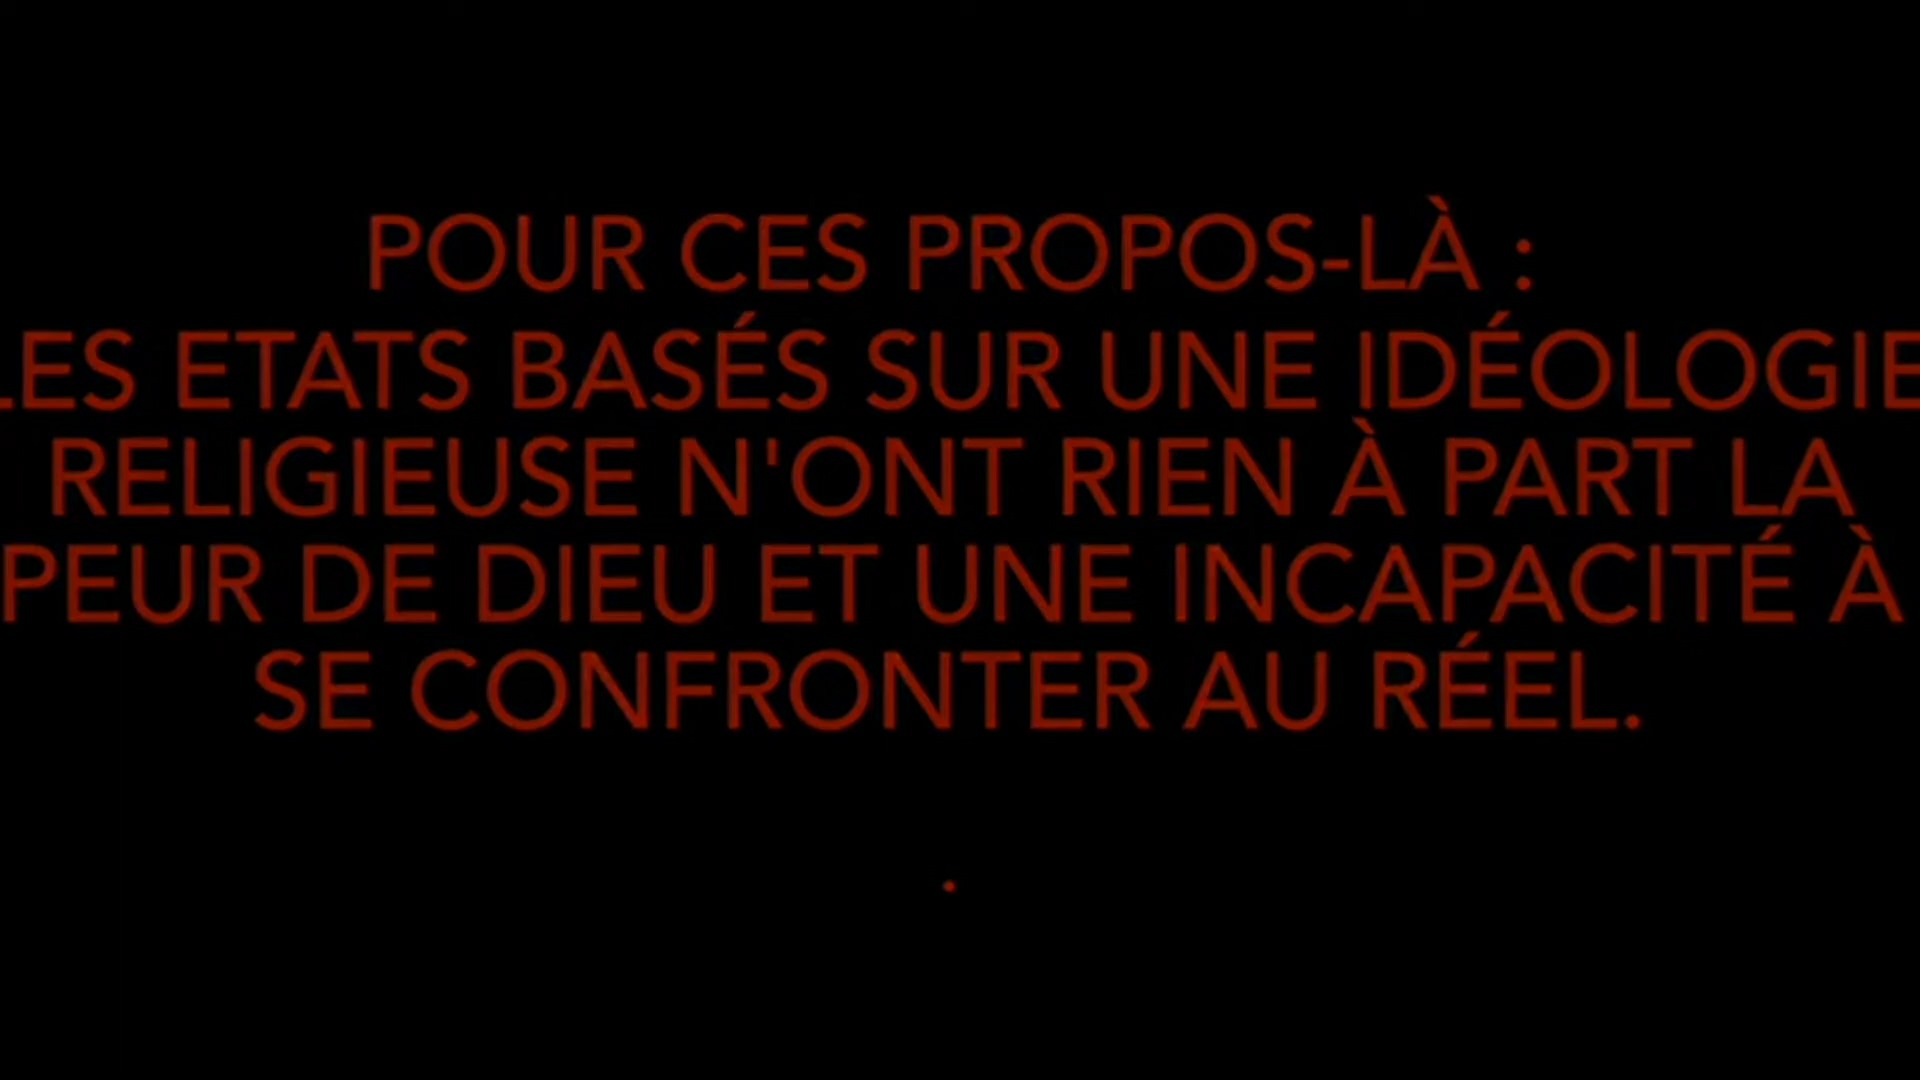 POUR CES PROPOS-LÀ :
LES ETATS BASÉS SUR UNE IDÉOLOGIE
RELIGIEUSE N'ONT RIEN À PART LA
PEUR DE DIEU ET UNE INCAPACITÉ À
SE CONFRONTER AU RÉEL.
.